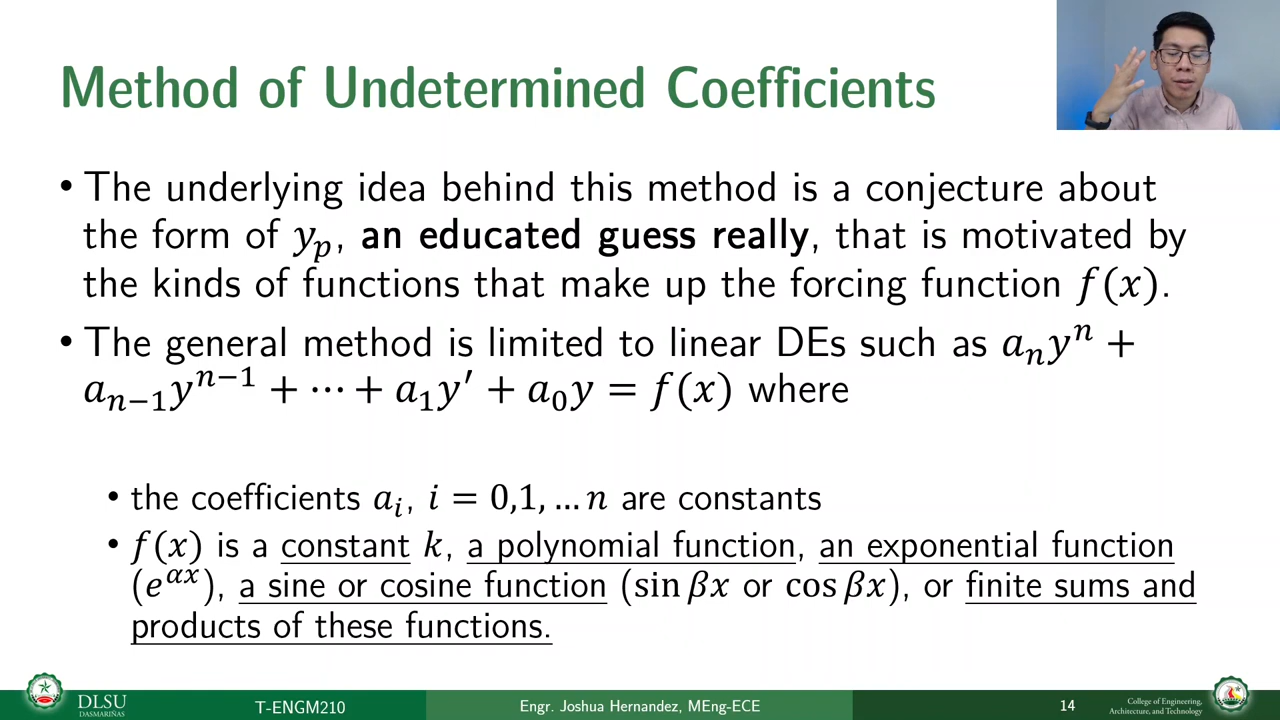 Method of Undetermined Coefficients
• The underlying idea behind this method is a conjecture about
the form of yₚ, an educated guess really, that is motivated by
the kinds of functions that make up the forcing function f(x).
• The general method is limited to linear DEs such as aₙyⁿ +
aₙ₋₁yⁿ⁻¹ + ⋯ + a₁y′ + a₀y = f(x) where
• the coefficients aᵢ, i = 0,1, … n are constants
• f(x) is a constant k, a polynomial function, an exponential function
(e^αx), a sine or cosine function (sin βx or cos βx), or finite sums and
products of these functions.
DLSU
DASMARIÑAS
T-ENGM210
Engr. Joshua Hernandez, MEng-ECE
14
College of Engineering,
Architecture, and Technology